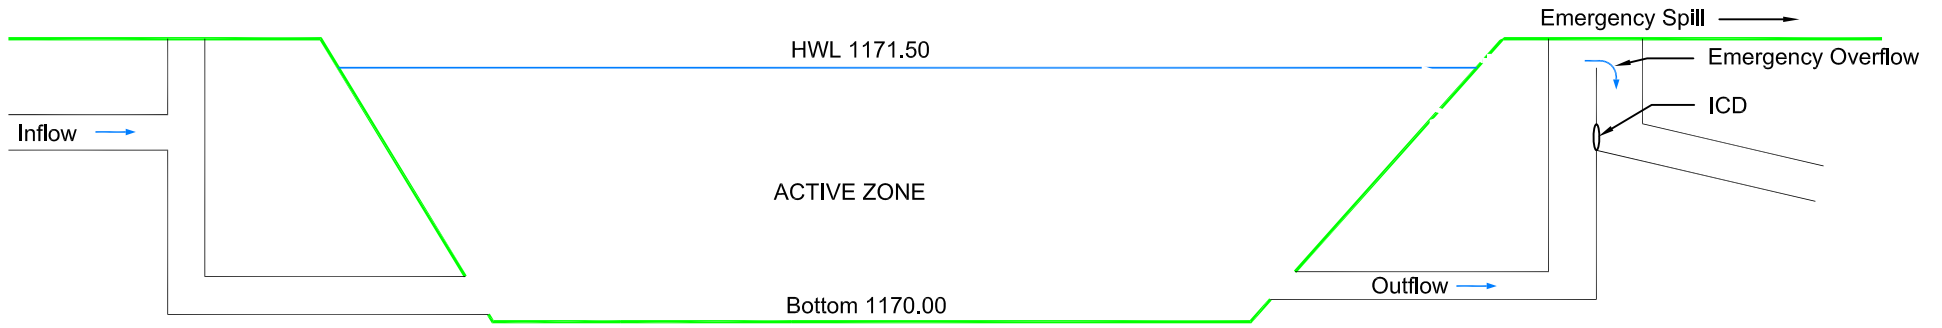 Emergency Spill
HWL 1171.50
Emergency Overflow
ICD
Inflow
ACTIVE ZONE
Outflow
Bottom 1170.00